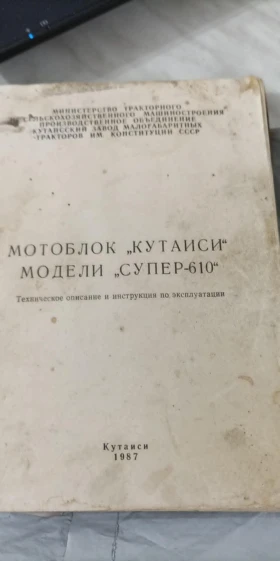 МИНИСТЕРСТВО ТРАКТОРНОГО
СЕЛЬСКОХОЗЯЙСТВЕННОГО МАШИНОСТРОЕНИЯ
ПРОИЗВОДСТВЕННОЕ ОБЪЕДИНЕНИЕ
КУТАИССКИЙ ЗАВОД МАЛОГАБАРИТНЫХ
ТРАКТОРОВ ИМ. КОНСТИТУЦИИ СССР
МОТОБЛОК „КУТАИСИ“
МОДЕЛИ „СУПЕР-610“
Техническое описание и инструкция по эксплуатации
Кутаиси
1987